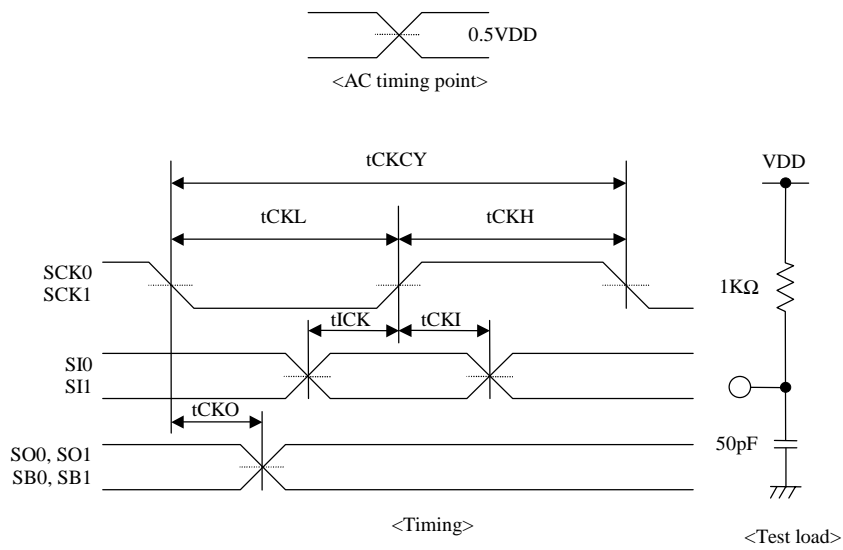 0.5VDD
<AC timing point>
tCKCY
VDD
tCKL
tCKH
SCK0
SCK1
1KΩ
tICK
tCKI
SI0
SI1
tCKO
SO0, SO1
SB0, SB1
50pF
<Timing>
<Test load>